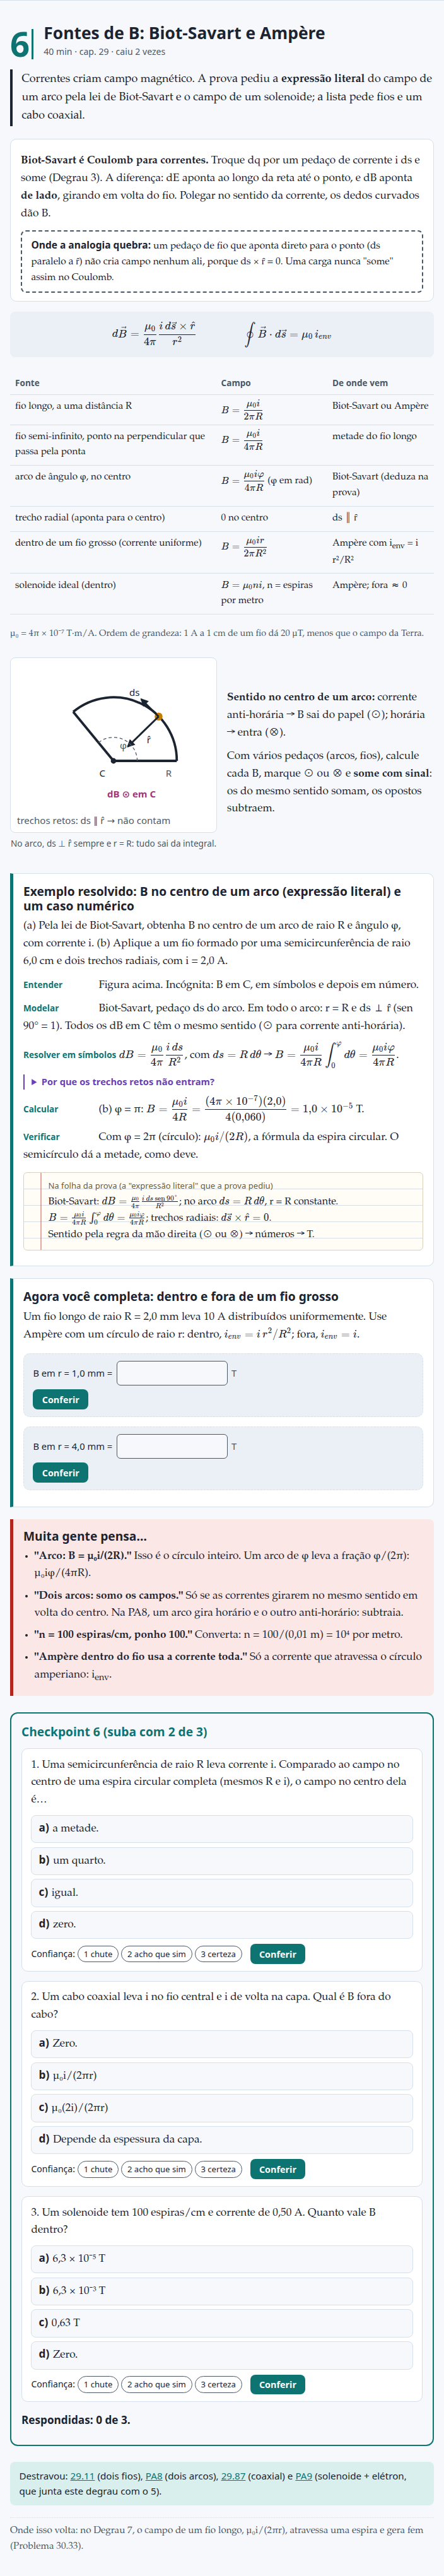 6
Fontes de B: Biot-Savart e Ampère
40 min · cap. 29 · caiu 2 vezes
Correntes criam campo magnético. A prova pediu a expressão literal do campo de
um arco pela lei de Biot-Savart e o campo de um solenoide; a lista pede fios e um
cabo coaxial.
Biot-Savart é Coulomb para correntes. Troque dq por um pedaço de corrente i ds e
some (Degrau 3). A diferença: dE aponta ao longo da reta até o ponto, e dB aponta
de lado, girando em volta do fio. Polegar no sentido da corrente, os dedos curvados
dão B.
Onde a analogia quebra: um pedaço de fio que aponta direto para o ponto (ds
paralelo a r̂) não cria campo nenhum ali, porque ds × r̂ = 0. Uma carga nunca "some"
assim no Coulomb.
dB⃗ = μ₀/4π i ds⃗ × r̂/r² ∮ B⃗ · ds⃗ = μ₀ i_env
Fonte Campo De onde vem
fio longo, a uma distância R B = μ₀i/2πR Biot-Savart ou Ampère
fio semi-infinito, ponto na perpendicular que passa pela ponta B = μ₀i/4πR metade do fio longo
arco de ângulo φ, no centro B = μ₀iφ/4πR (φ em rad) Biot-Savart (deduza na prova)
trecho radial (aponta para o centro) 0 no centro ds ∥ r̂
dentro de um fio grosso (corrente uniforme) B = μ₀ir/2πR² Ampère com i_env = i r²/R²
solenoide ideal (dentro) B = μ₀ni, n = espiras por metro Ampère; fora ≈ 0
μ₀ = 4π × 10⁻⁷ T·m/A. Ordem de grandeza: 1 A a 1 cm de um fio dá 20 μT, menos que o campo da Terra.
ds
φ
r̂
C
R
dB ⊙ em C
trechos retos: ds ∥ r̂ → não contam
Sentido no centro de um arco: corrente
anti-horária → B sai do papel (⊙); horária
→ entra (⊗).
Com vários pedaços (arcos, fios), calcule
cada B, marque ⊙ ou ⊗ e some com sinal:
os do mesmo sentido somam, os opostos
subtraem.
No arco, ds ⊥ r̂ sempre e r = R: tudo sai da integral.
Exemplo resolvido: B no centro de um arco (expressão literal) e
um caso numérico
(a) Pela lei de Biot-Savart, obtenha B no centro de um arco de raio R e ângulo φ,
com corrente i. (b) Aplique a um fio formado por uma semicircunferência de raio
6,0 cm e dois trechos radiais, com i = 2,0 A.
Entender Figura acima. Incógnita: B em C, em símbolos e depois em número.
Modelar Biot-Savart, pedaço ds do arco. Em todo o arco: r = R e ds ⊥ r̂ (sen
90° = 1). Todos os dB em C têm o mesmo sentido (⊙ para corrente anti-horária).
Resolver em símbolos dB = μ₀/4π i ds/R², com ds = R dθ → B = μ₀i/4πR ∫₀^φ dθ = μ₀iφ/4πR.
▶ Por que os trechos retos não entram?
Calcular (b) φ = π: B = μ₀i/4R = (4π × 10⁻⁷)(2,0)/4(0,060) = 1,0 × 10⁻⁵ T.
Verificar Com φ = 2π (círculo): μ₀i/(2R), a fórmula da espira circular. O
semicírculo dá a metade, como deve.
Na folha da prova (a "expressão literal" que a prova pediu)
Biot-Savart: dB = μ₀/4π i ds sen 90°/R²; no arco ds = R dθ, r = R constante.
B = μ₀i/4πR ∫₀^φ dθ = μ₀iφ/4πR; trechos radiais: ds⃗ × r̂ = 0.
Sentido pela regra da mão direita (⊙ ou ⊗) → números → T.
Agora você completa: dentro e fora de um fio grosso
Um fio longo de raio R = 2,0 mm leva 10 A distribuídos uniformemente. Use
Ampère com um círculo de raio r: dentro, i_env = i r²/R²; fora, i_env = i.
B em r = 1,0 mm = T
Conferir
B em r = 4,0 mm = T
Conferir
Muita gente pensa...
• "Arco: B = μ₀i/(2R)." Isso é o círculo inteiro. Um arco de φ leva a fração φ/(2π):
μ₀iφ/(4πR).
• "Dois arcos: somo os campos." Só se as correntes girarem no mesmo sentido em
volta do centro. Na PA8, um arco gira horário e o outro anti-horário: subtraia.
• "n = 100 espiras/cm, ponho 100." Converta: n = 100/(0,01 m) = 10⁴ por metro.
• "Ampère dentro do fio usa a corrente toda." Só a corrente que atravessa o círculo
amperiano: i_env.
Checkpoint 6 (suba com 2 de 3)
1. Uma semicircunferência de raio R leva corrente i. Comparado ao campo no
centro de uma espira circular completa (mesmos R e i), o campo no centro dela
é…
a) a metade.
b) um quarto.
c) igual.
d) zero.
Confiança: 1 chute 2 acho que sim 3 certeza Conferir
2. Um cabo coaxial leva i no fio central e i de volta na capa. Qual é B fora do
cabo?
a) Zero.
b) μ₀i/(2πr)
c) μ₀(2i)/(2πr)
d) Depende da espessura da capa.
Confiança: 1 chute 2 acho que sim 3 certeza Conferir
3. Um solenoide tem 100 espiras/cm e corrente de 0,50 A. Quanto vale B
dentro?
a) 6,3 × 10⁻⁵ T
b) 6,3 × 10⁻³ T
c) 0,63 T
d) Zero.
Confiança: 1 chute 2 acho que sim 3 certeza Conferir
Respondidas: 0 de 3.
Destravou: 29.11 (dois fios), PA8 (dois arcos), 29.87 (coaxial) e PA9 (solenoide + elétron,
que junta este degrau com o 5).
Onde isso volta: no Degrau 7, o campo de um fio longo, μ₀i/(2πr), atravessa uma espira e gera fem
(Problema 30.33).